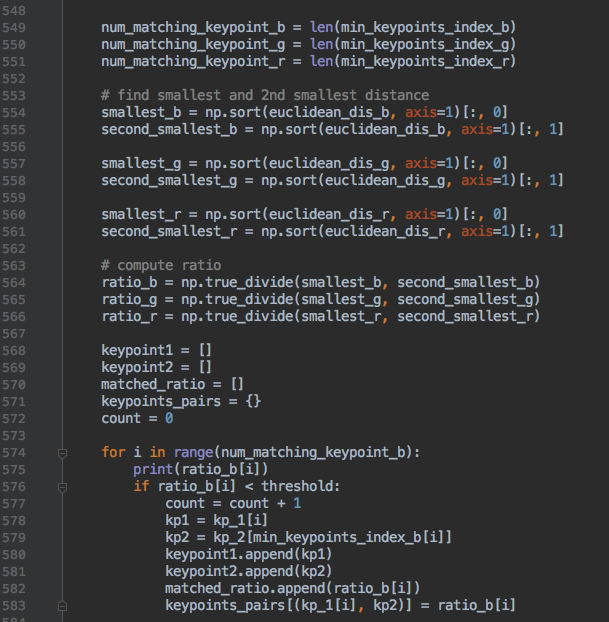 548
549 num_matching_keypoint_b = len(min_keypoints_index_b)
550 num_matching_keypoint_g = len(min_keypoints_index_g)
551 num_matching_keypoint_r = len(min_keypoints_index_r)
552
553 # find smallest and 2nd smallest distance
554 smallest_b = np.sort(euclidean_dis_b, axis=1)[:, 0]
555 second_smallest_b = np.sort(euclidean_dis_b, axis=1)[:, 1]
556
557 smallest_g = np.sort(euclidean_dis_g, axis=1)[:, 0]
558 second_smallest_g = np.sort(euclidean_dis_g, axis=1)[:, 1]
559
560 smallest_r = np.sort(euclidean_dis_r, axis=1)[:, 0]
561 second_smallest_r = np.sort(euclidean_dis_r, axis=1)[:, 1]
562
563 # compute ratio
564 ratio_b = np.true_divide(smallest_b, second_smallest_b)
565 ratio_g = np.true_divide(smallest_g, second_smallest_g)
566 ratio_r = np.true_divide(smallest_r, second_smallest_r)
567
568 keypoint1 = []
569 keypoint2 = []
570 matched_ratio = []
571 keypoints_pairs = {}
572 count = 0
573
574 for i in range(num_matching_keypoint_b):
575     print(ratio_b[i])
576     if ratio_b[i] < threshold:
577         count = count + 1
578         kp1 = kp_1[i]
579         kp2 = kp_2[min_keypoints_index_b[i]]
580         keypoint1.append(kp1)
581         keypoint2.append(kp2)
582         matched_ratio.append(ratio_b[i])
583         keypoints_pairs[(kp_1[i], kp2)] = ratio_b[i]